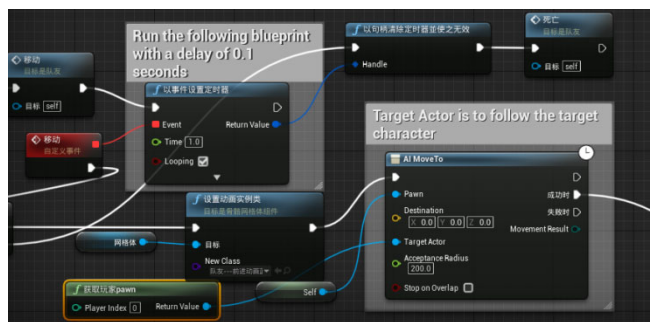 移动
目标是队友
目标 self
移动
自定义事件
Run the following blueprint
with a delay of 0.1
seconds
以事件设置定时器
Event
Return Value
Time 1.0
Looping
以句柄清除定时器並使之无效
Handle
死亡
目标是队友
目标 self
Target Actor is to follow the target
character
AI MoveTo
Pawn
成功时
Destination
X 0.0 Y 0.0 Z 0.0
失败时
Movement Result
Target Actor
Acceptance Radius
200.0
Stop on Overlap
设置动画实例类
目标是骨骼网格体组件
网格体
目标
New Class
Self
获取玩家pawn
Player Index 0
Return Value